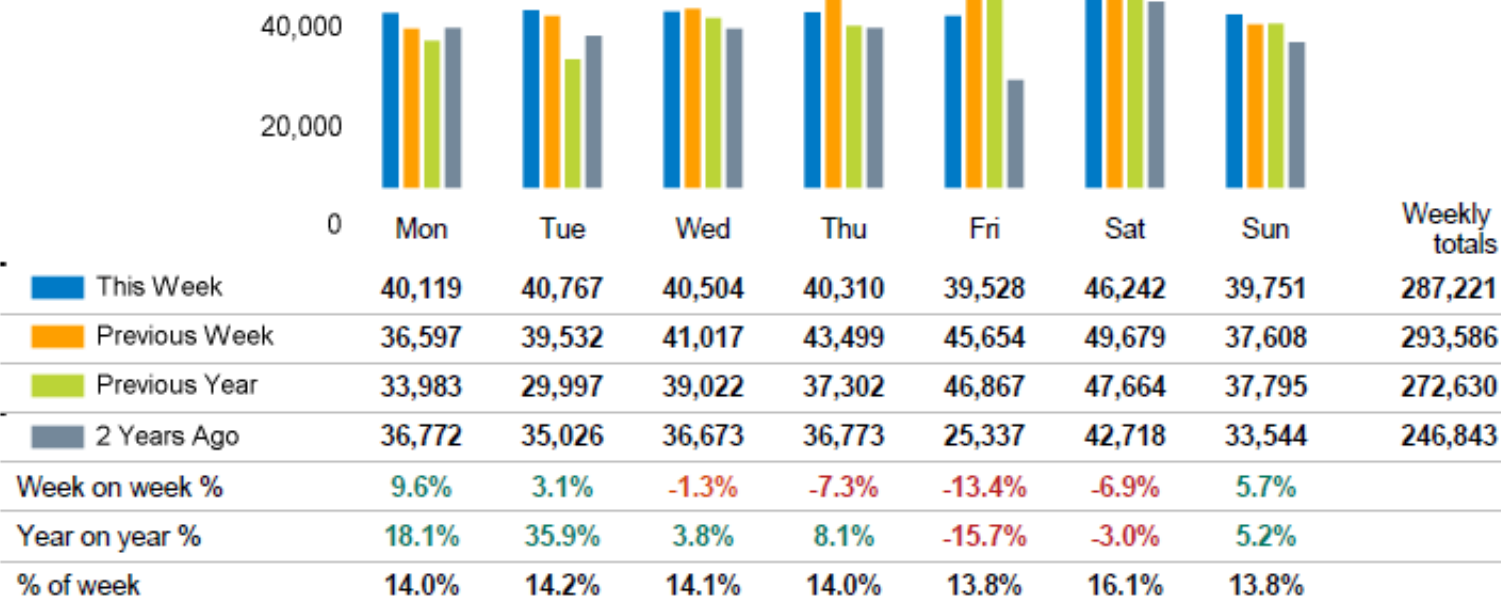 40,000
20,000
0 Mon Tue Wed Thu Fri Sat Sun Weekly totals
This Week 40,119 40,767 40,504 40,310 39,528 46,242 39,751 287,221
Previous Week 36,597 39,532 41,017 43,499 45,654 49,679 37,608 293,586
Previous Year 33,983 29,997 39,022 37,302 46,867 47,664 37,795 272,630
2 Years Ago 36,772 35,026 36,673 36,773 25,337 42,718 33,544 246,843
Week on week % 9.6% 3.1% -1.3% -7.3% -13.4% -6.9% 5.7%
Year on year % 18.1% 35.9% 3.8% 8.1% -15.7% -3.0% 5.2%
% of week 14.0% 14.2% 14.1% 14.0% 13.8% 16.1% 13.8%